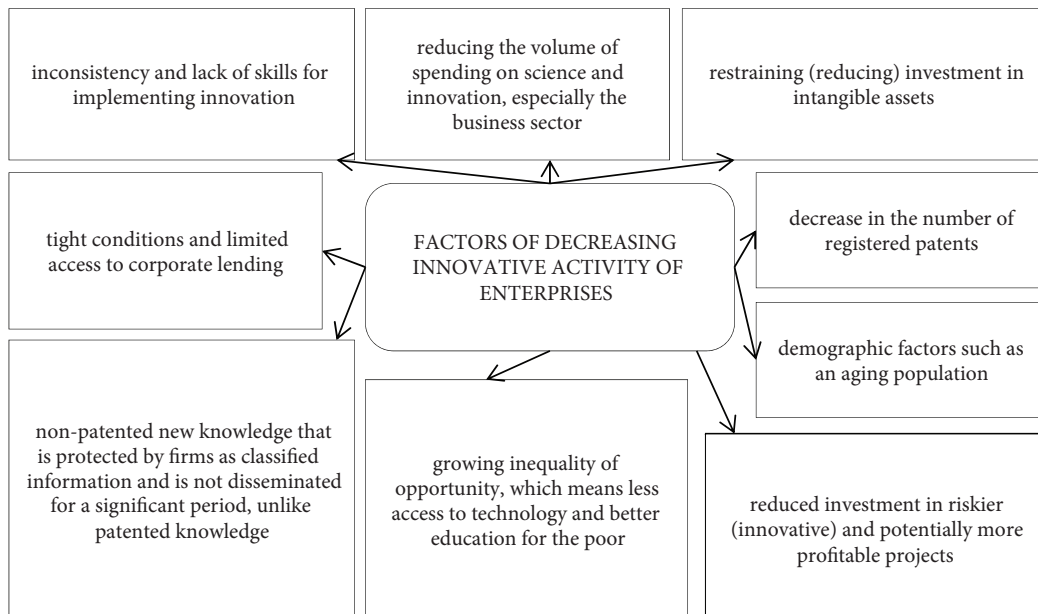 inconsistency and lack of skills for
implementing innovation
reducing the volume of
spending on science and
innovation, especially the
business sector
restraining (reducing) investment in
intangible assets
tight conditions and limited
access to corporate lending
FACTORS OF DECREASING
INNOVATIVE ACTIVITY OF
ENTERPRISES
decrease in the number of
registered patents
demographic factors such as
an aging population
non-patented new knowledge that
is protected by firms as classified
information and is not disseminated
for a significant period, unlike
patented knowledge
growing inequality of
opportunity, which means less
access to technology and better
education for the poor
reduced investment in riskier
(innovative) and potentially more
profitable projects